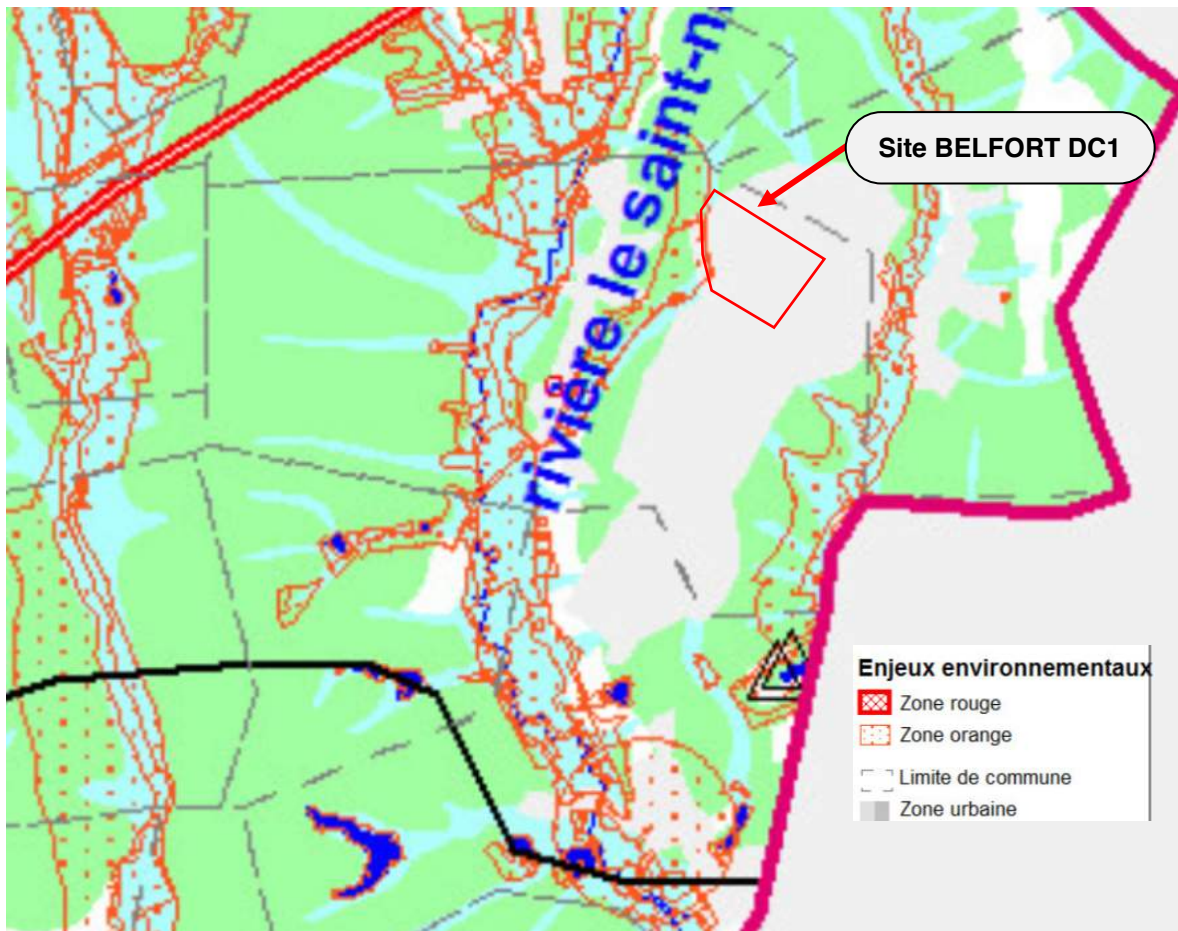 rivière le saint-n
Site BELFORT DC1
Enjeux environnementaux
Zone rouge
Zone orange
Limite de commune
Zone urbaine